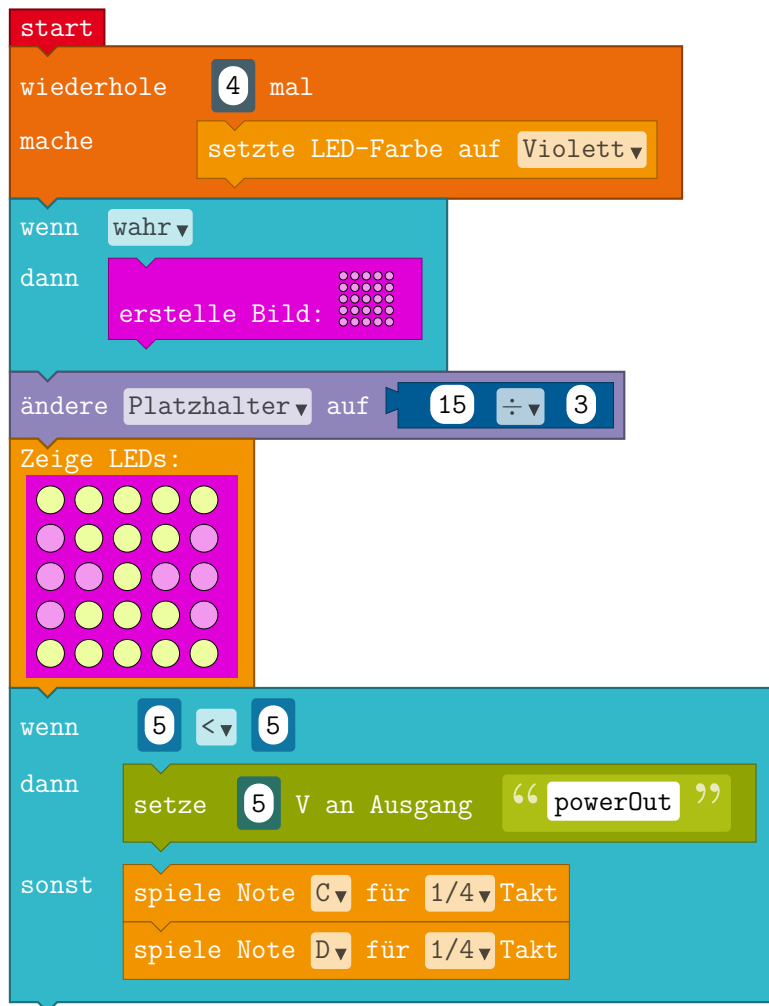 start
wiederhole 4 mal
mache setzte LED-Farbe auf Violett
wenn wahr
dann
erstelle Bild:
ändere Platzhalter auf 15 ÷ 3
Zeige LEDs:
wenn 5 < 5
dann
setze 5 V an Ausgang “ powerOut ”
sonst spiele Note C für 1/4 Takt
spiele Note D für 1/4 Takt